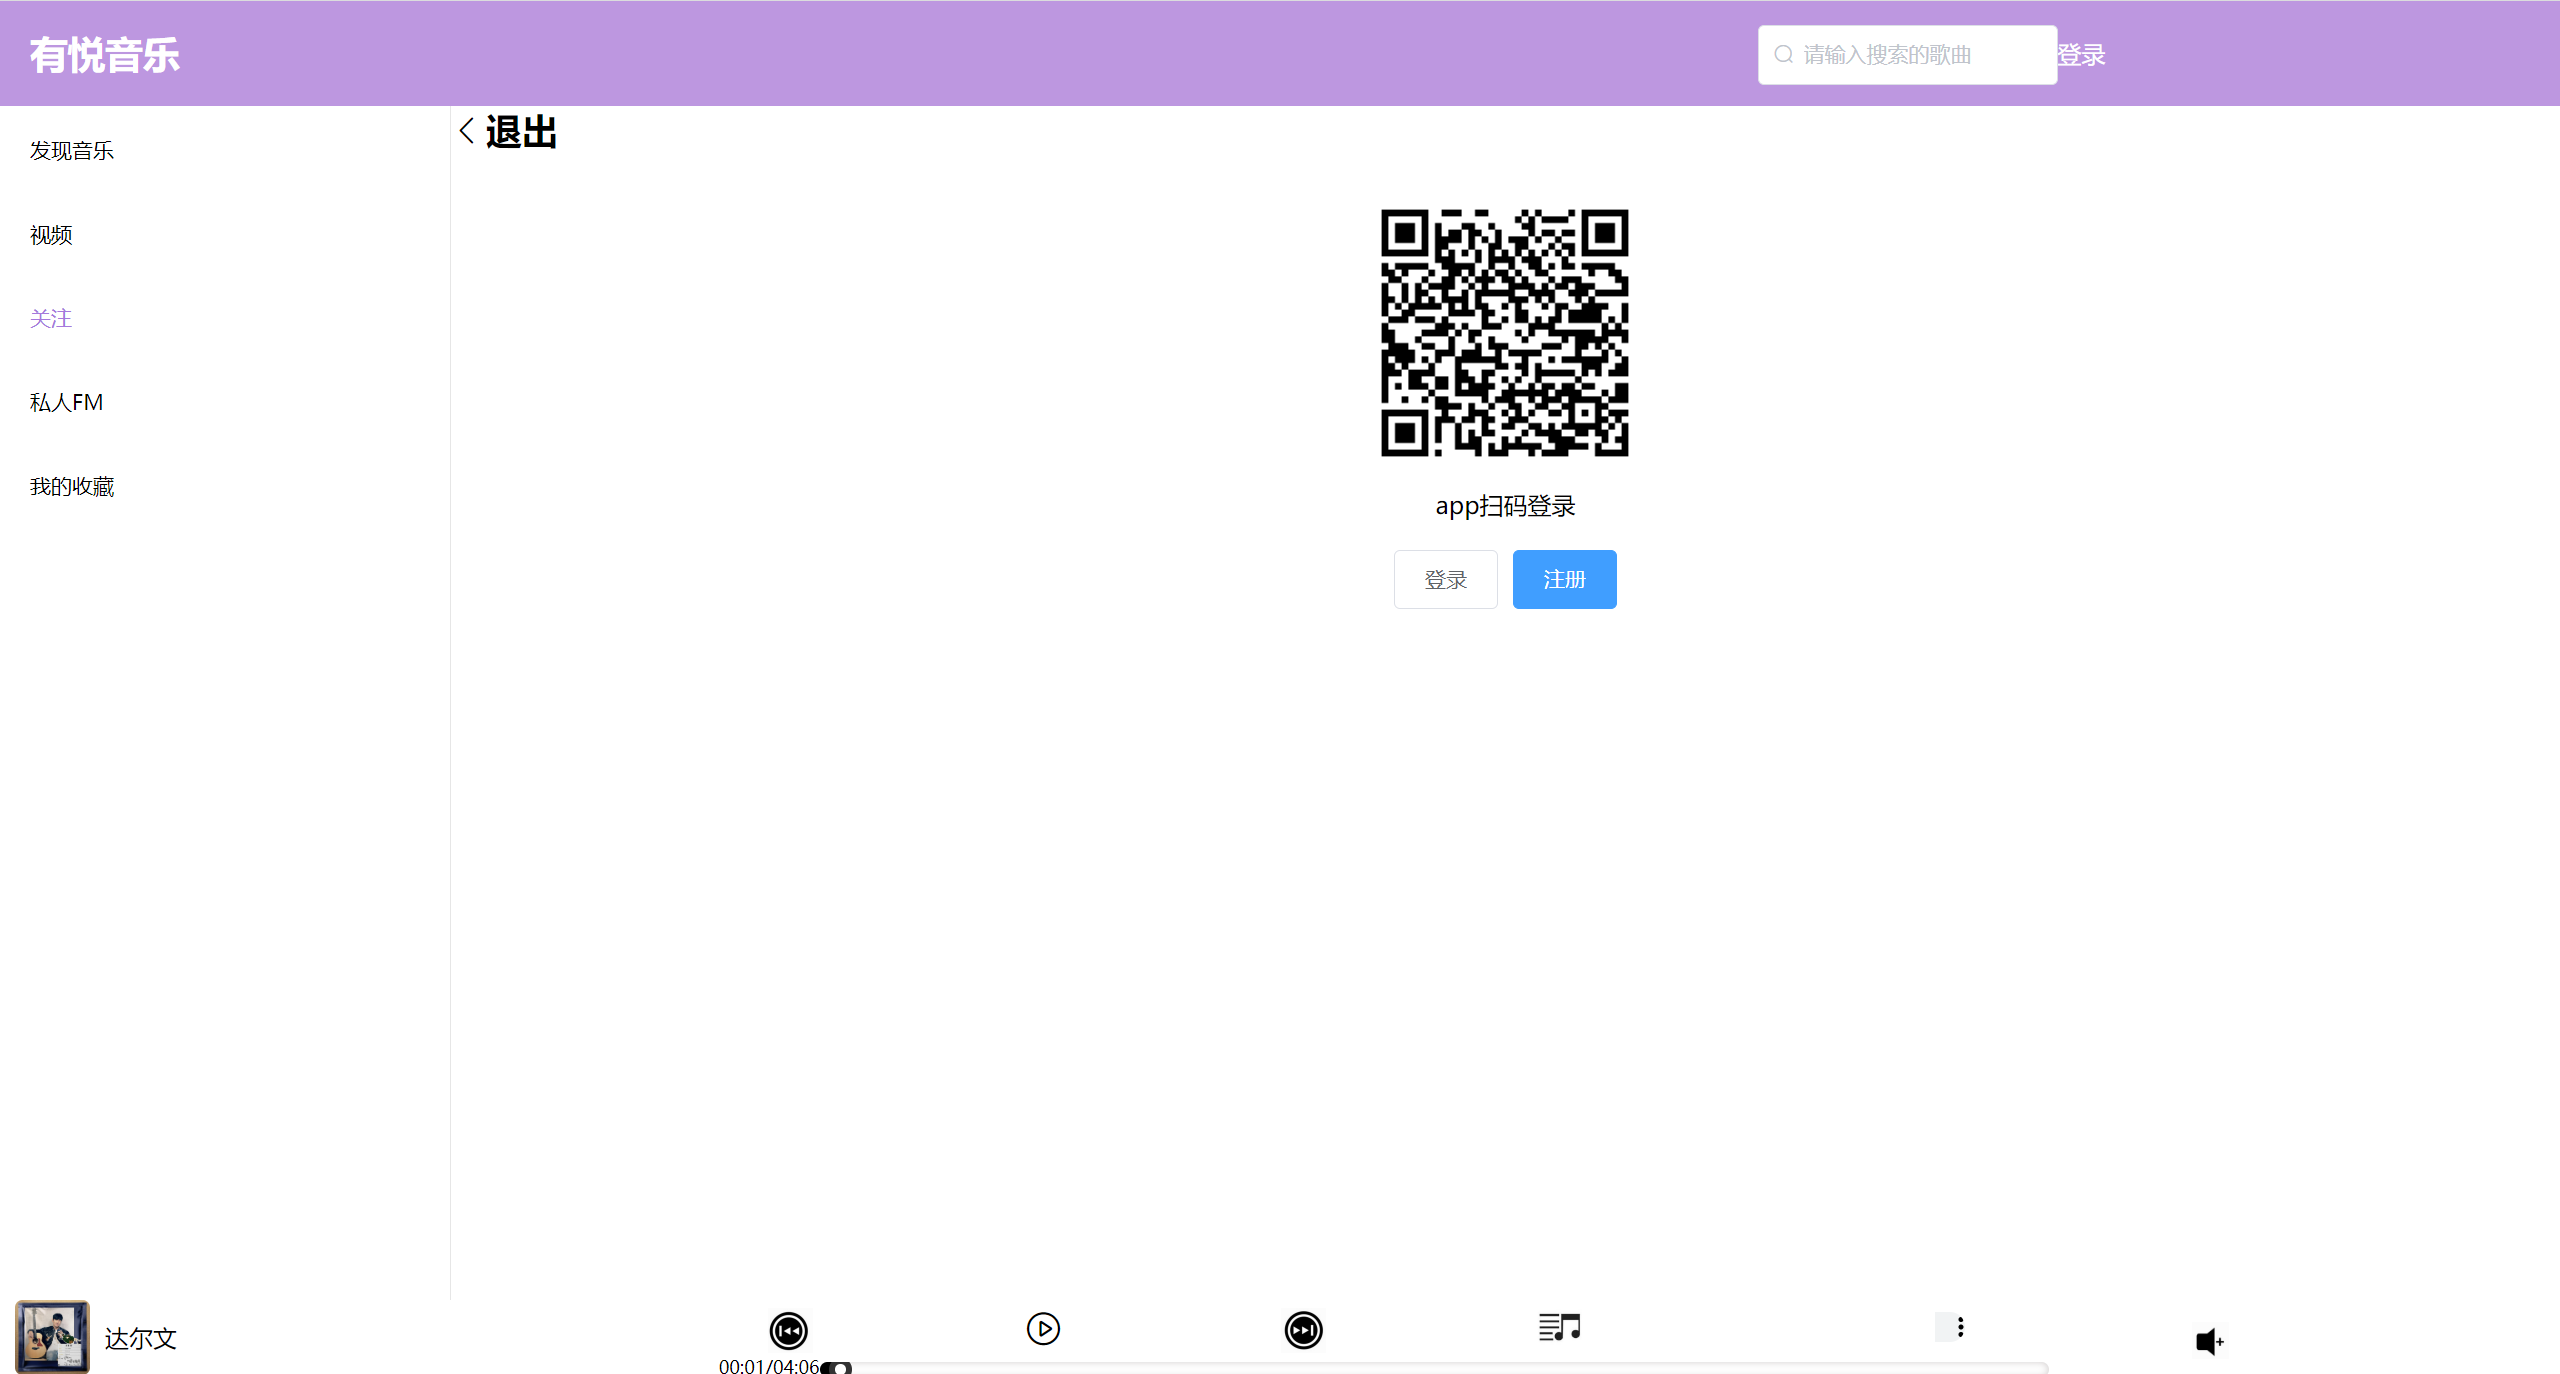 有悦音乐
请输入搜索的歌曲
登录
发现音乐
视频
关注
私人FM
我的收藏
退出
app扫码登录
登录
注册
达尔文
00:01/04:06